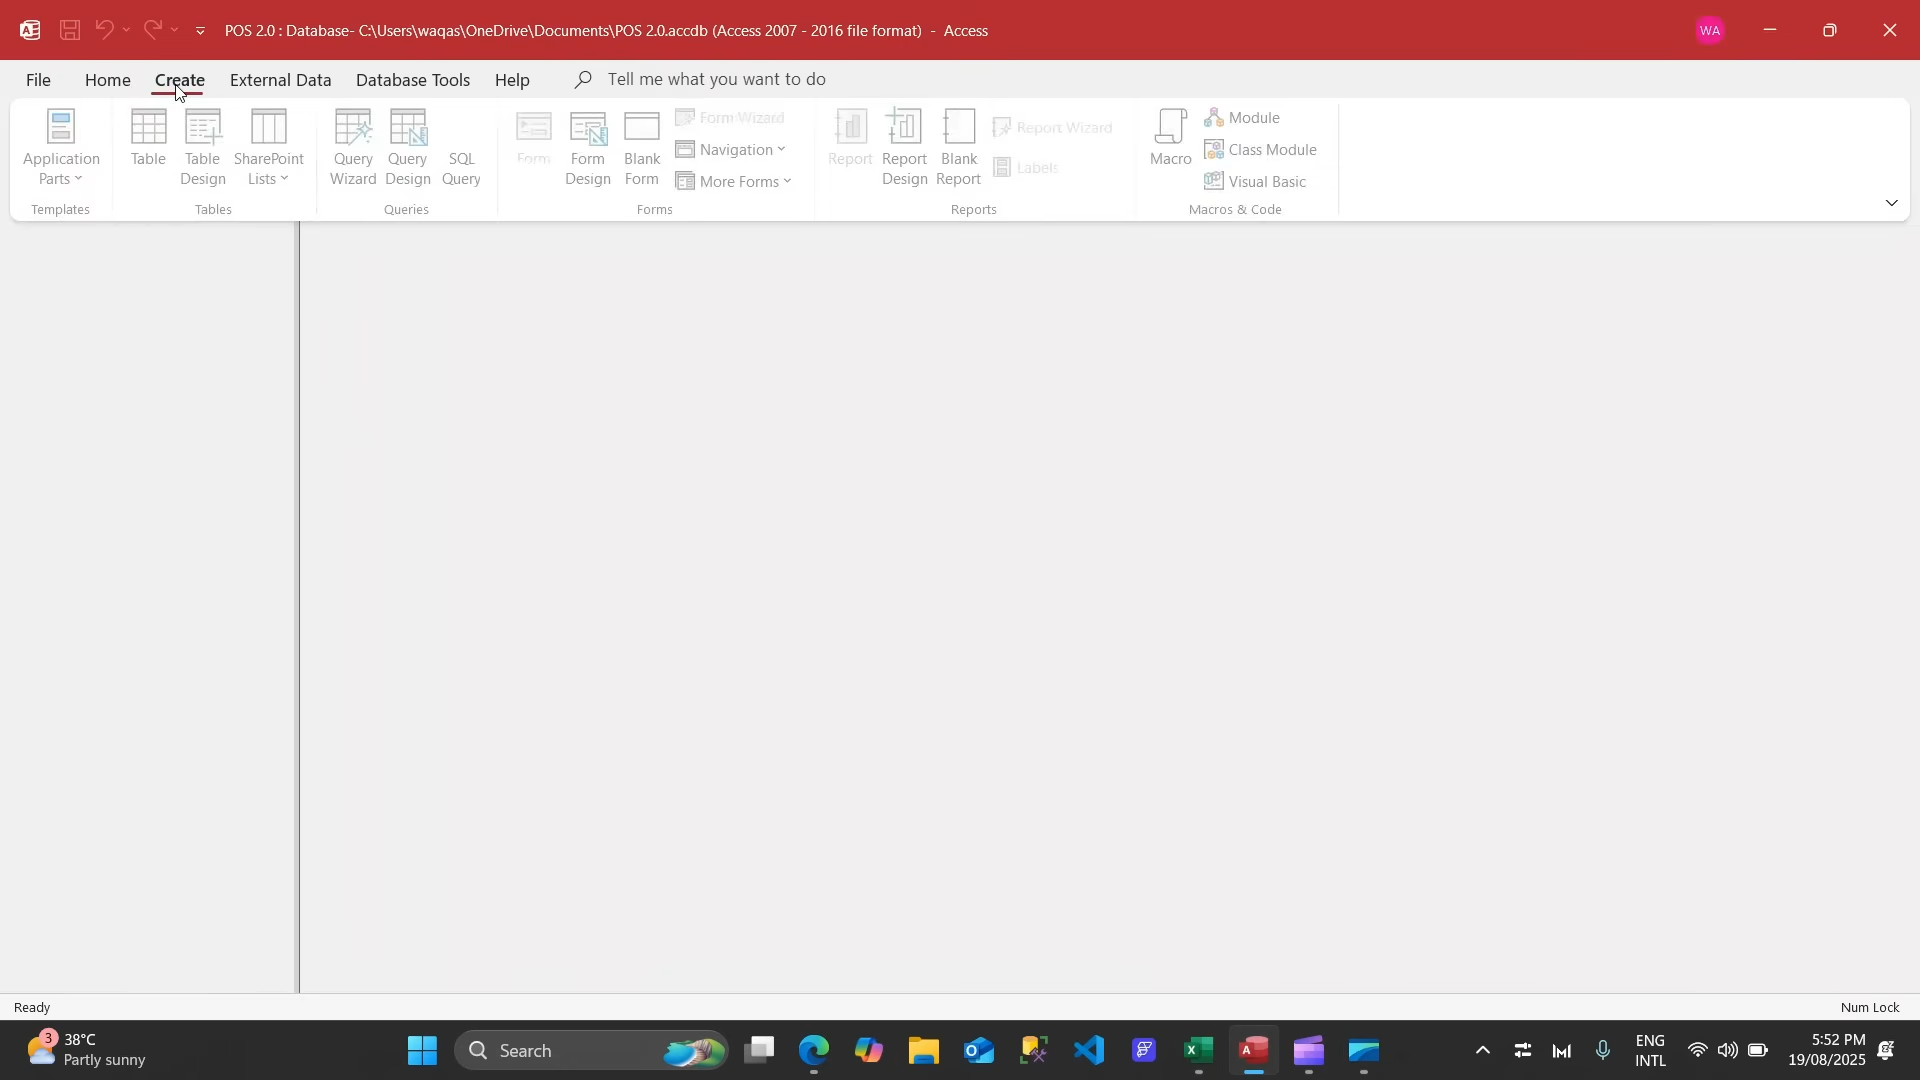 POS 2.0 : Database- C:\Users\waqas\OneDrive\Documents\POS 2.0.accdb (Access 2007 - 2016 file format) - Access
WA
File Home Create External Data Database Tools Help Tell me what you want to do
Application Parts
Templates
Table
Table Design
SharePoint Lists
Tables
Query Wizard
Query Design
SQL Query
Queries
Form
Form Design
Blank Form
Form Wizard
Navigation
More Forms
Forms
Report
Report Design
Blank Report
Report Wizard
Labels
Reports
Macro
Module
Class Module
Visual Basic
Macros & Code
Ready
Num Lock
3
38°C
Partly sunny
Search
ENG
INTL
5:52 PM
19/08/2025